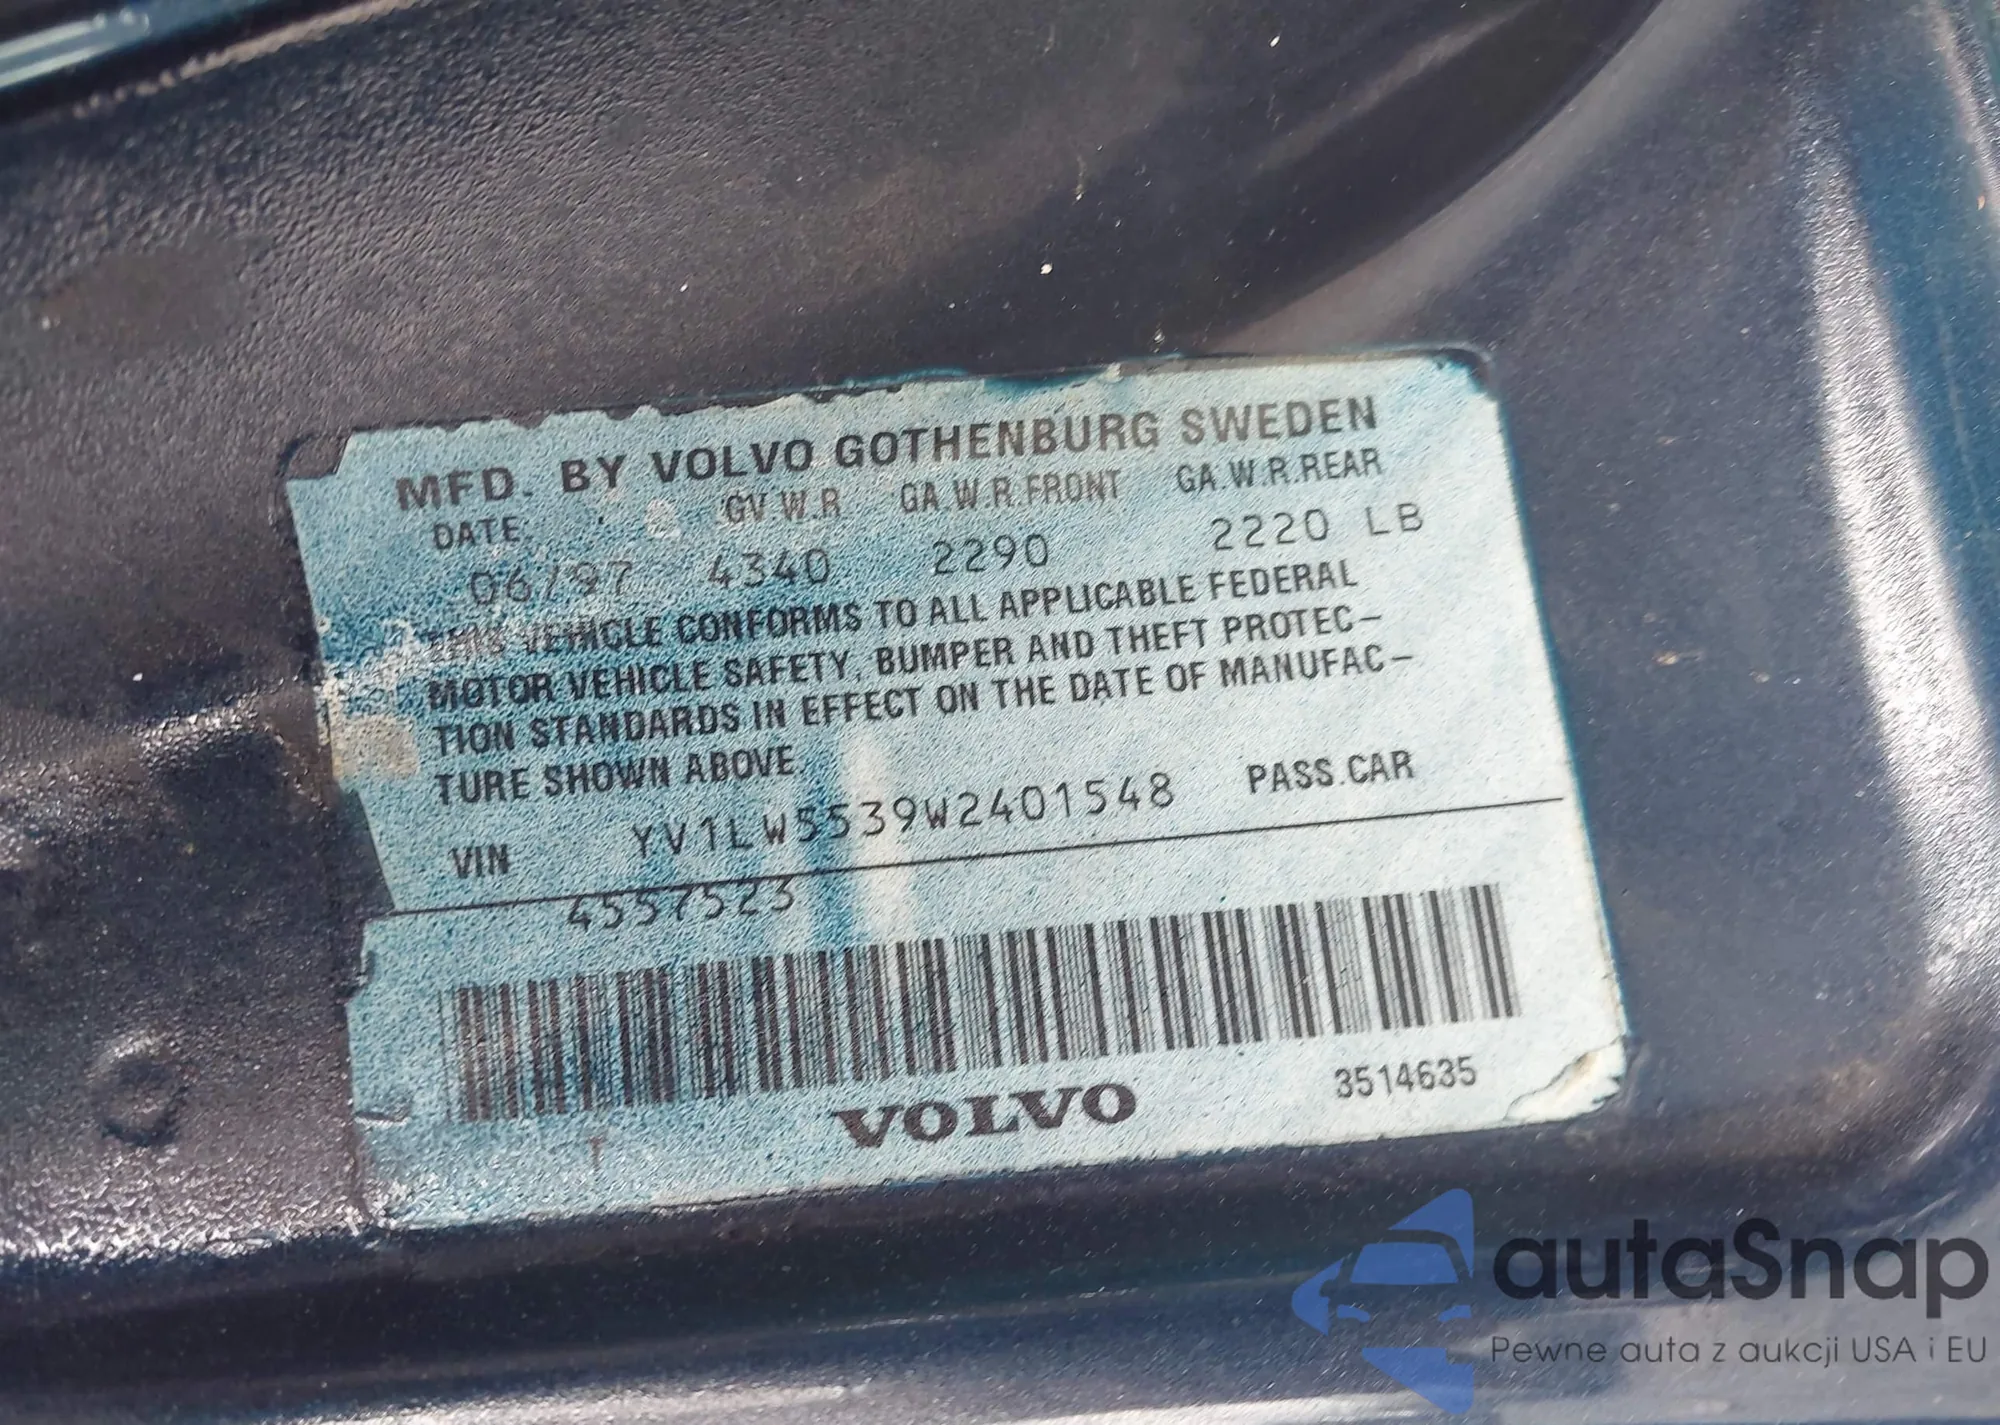 MFD. BY VOLVO GOTHENBURG SWEDEN
DATE: GV.W.R GA.W.R.FRONT GA.W.R.REAR
06/97 4340 2290 2220 LB
THIS VEHICLE CONFORMS TO ALL APPLICABLE FEDERAL
MOTOR VEHICLE SAFETY, BUMPER AND THEFT PROTEC-
TION STANDARDS IN EFFECT ON THE DATE OF MANUFAC-
TURE SHOWN ABOVE.
VIN YV1LW5539W2401548 PASS.CAR
4557523
VOLVO 3514635
autaSnap
Pewne auta z aukcji USA i EU